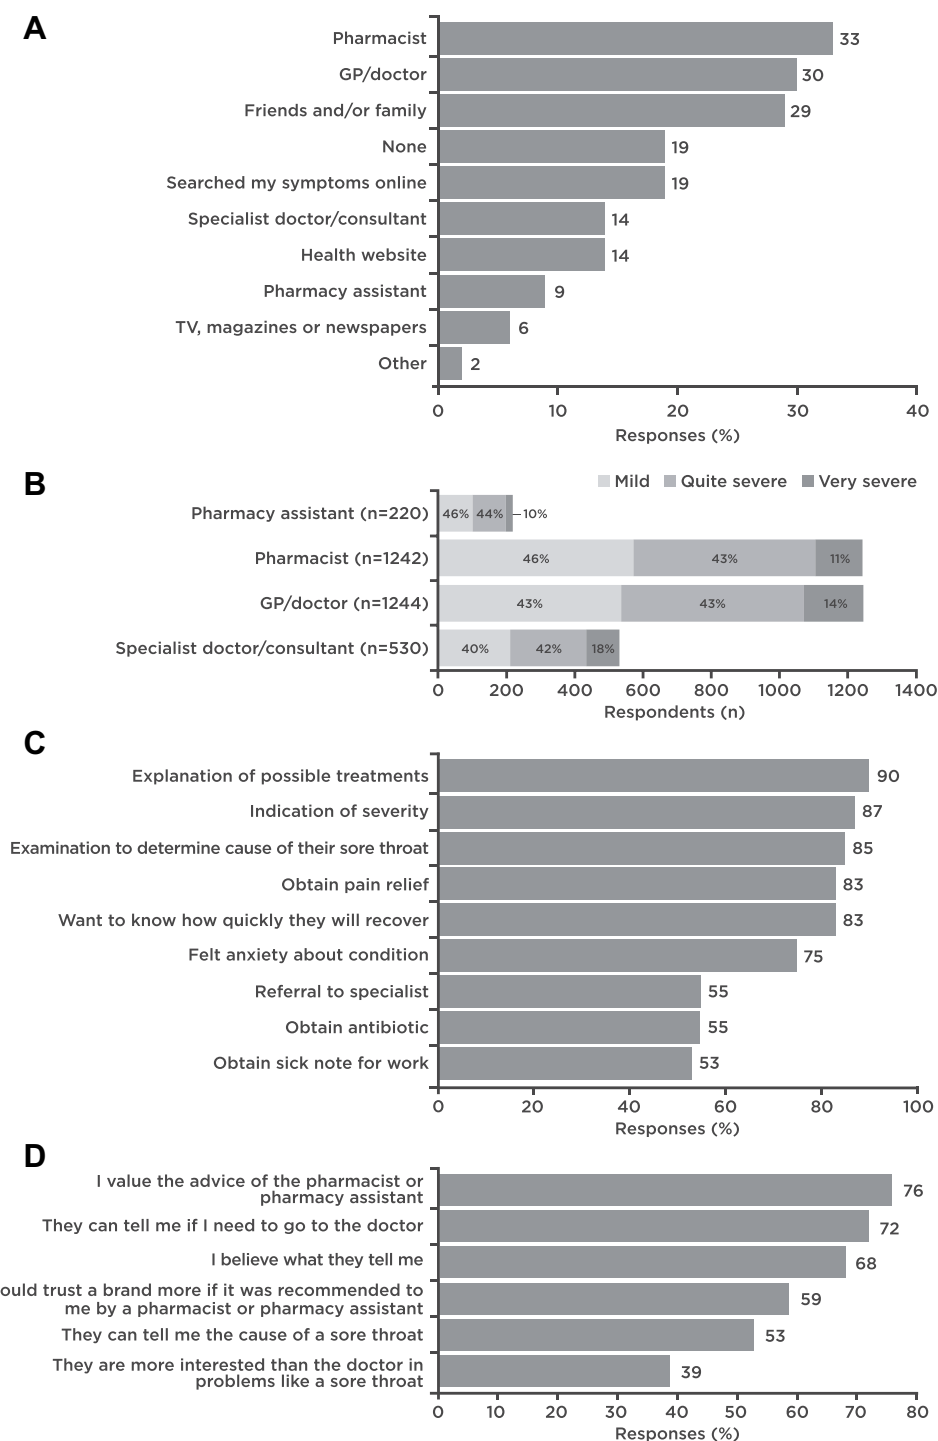 A
Pharmacist 33
GP/doctor 30
Friends and/or family 29
None 19
Searched my symptoms online 19
Specialist doctor/consultant 14
Health website 14
Pharmacy assistant 9
TV, magazines or newspapers 6
Other 2
0 10 20 30 40
Responses (%)
B
Mild Quite severe Very severe
Pharmacy assistant (n=220) 46% 44% 10%
Pharmacist (n=1242) 46% 43% 11%
GP/doctor (n=1244) 43% 43% 14%
Specialist doctor/consultant (n=530) 40% 42% 18%
0 200 400 600 800 1000 1200 1400
Respondents (n)
C
Explanation of possible treatments 90
Indication of severity 87
Examination to determine cause of their sore throat 85
Obtain pain relief 83
Want to know how quickly they will recover 83
Felt anxiety about condition 75
Referral to specialist 55
Obtain antibiotic 55
Obtain sick note for work 53
0 20 40 60 80 100
Responses (%)
D
I value the advice of the pharmacist or
pharmacy assistant 76
They can tell me if I need to go to the doctor 72
I believe what they tell me 68
ould trust a brand more if it was recommended to
me by a pharmacist or pharmacy assistant 59
They can tell me the cause of a sore throat 53
They are more interested than the doctor in
problems like a sore throat 39
0 10 20 30 40 50 60 70 80
Responses (%)